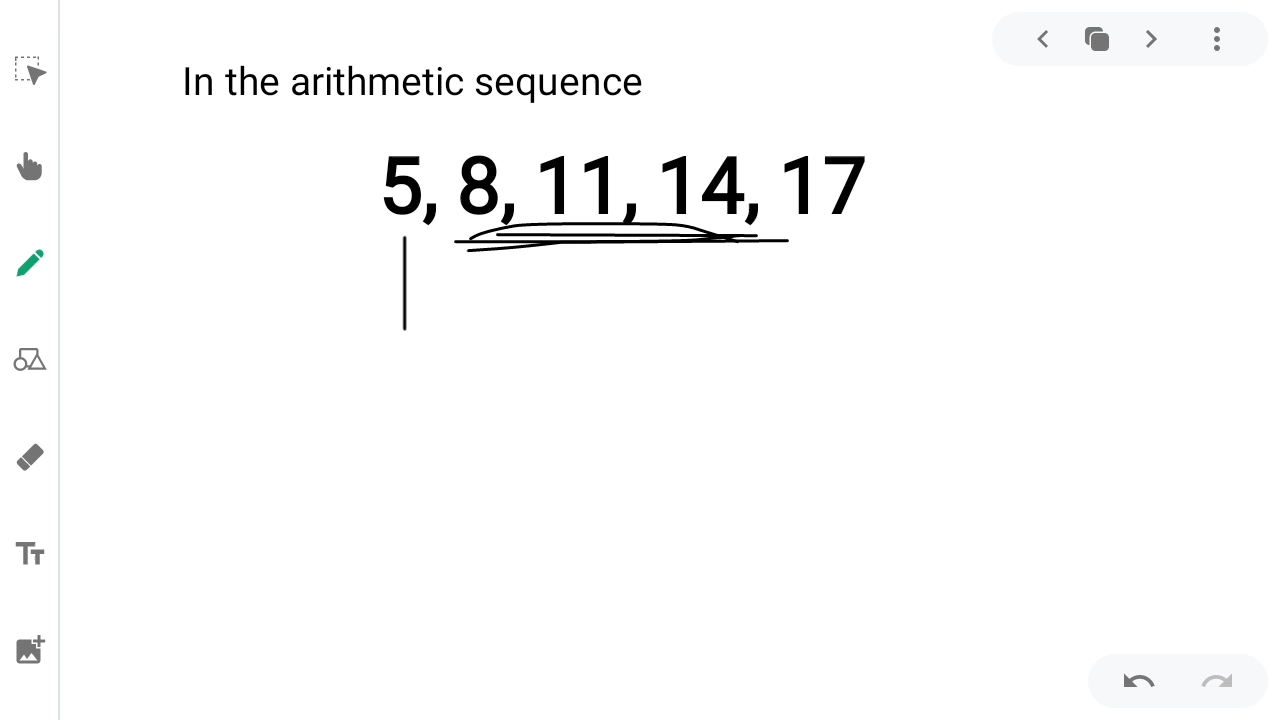 In the arithmetic sequence
5, 8, 11, 14, 17